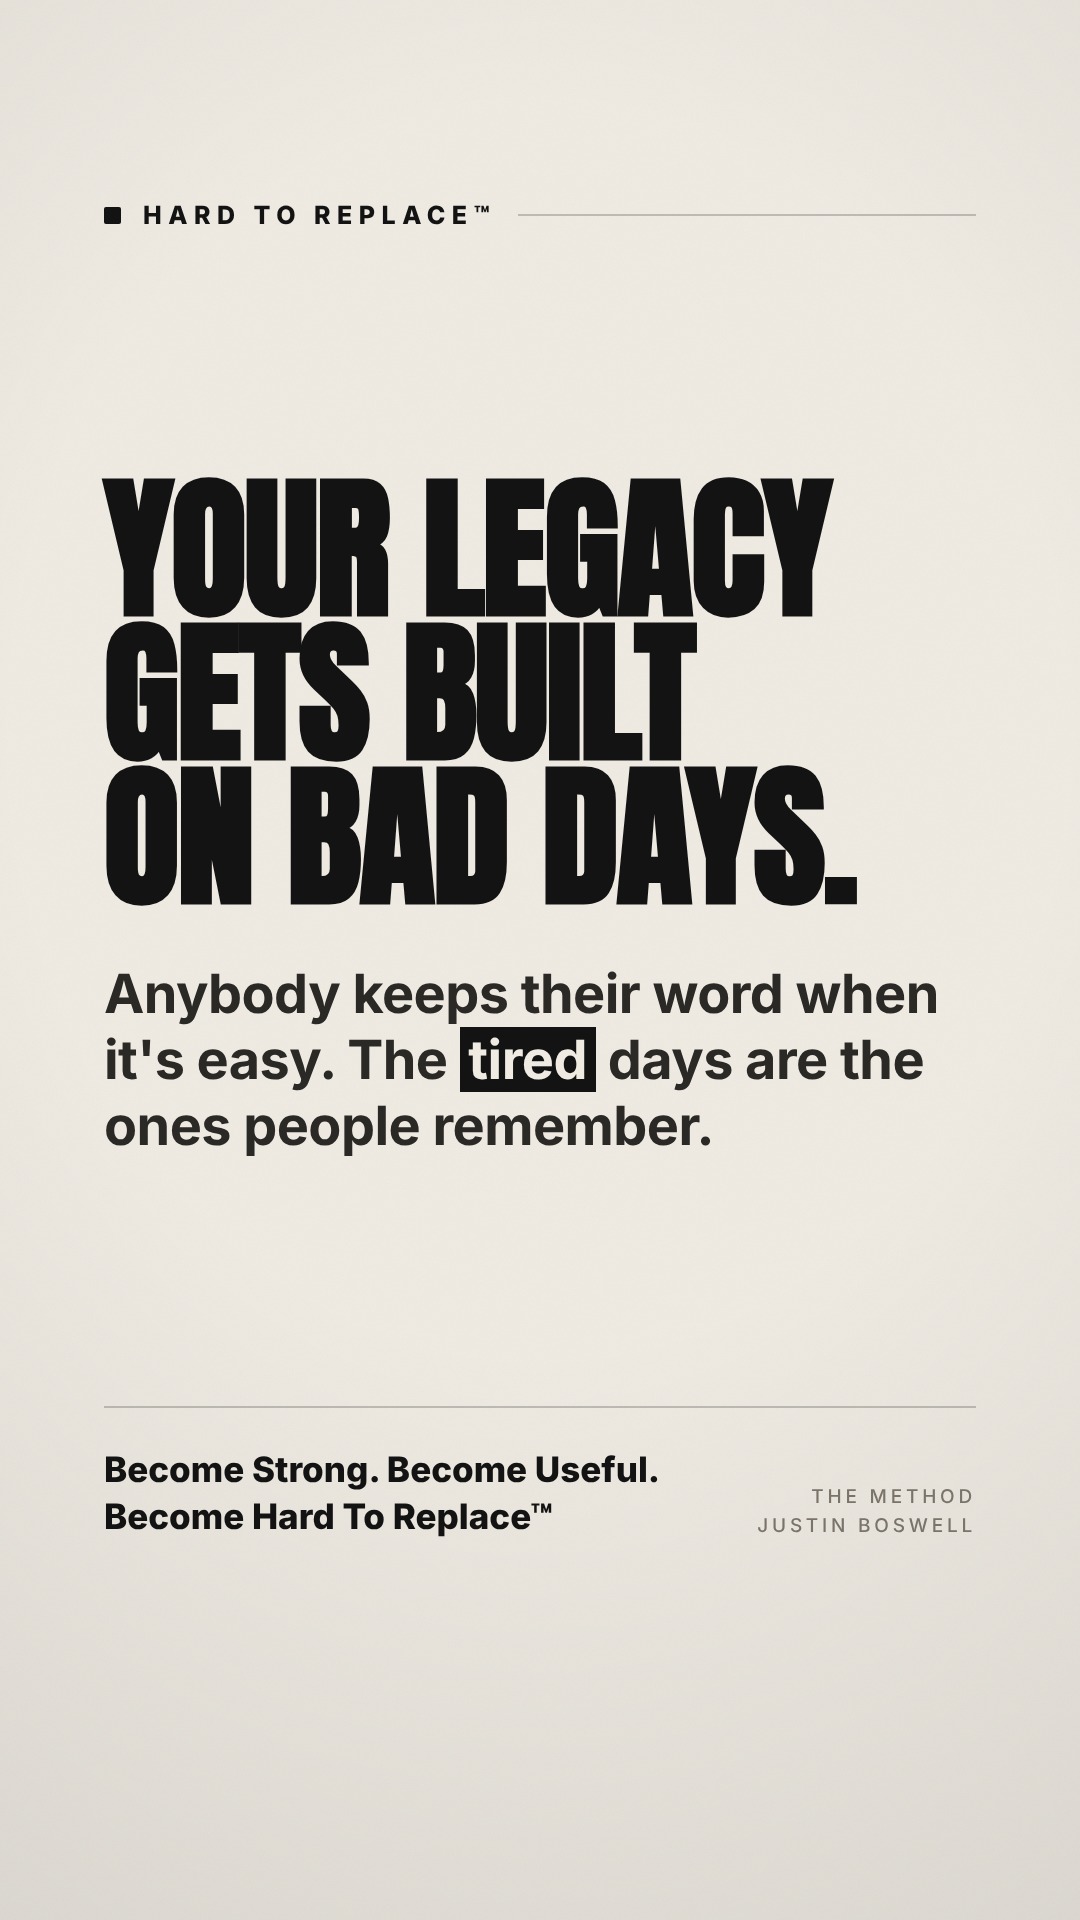 HARD TO REPLACE™
YOUR LEGACY
GETS BUILT
ON BAD DAYS.
Anybody keeps their word when
it's easy. The tired days are the
ones people remember.
Become Strong. Become Useful.
Become Hard To Replace™
THE METHOD
JUSTIN BOSWELL